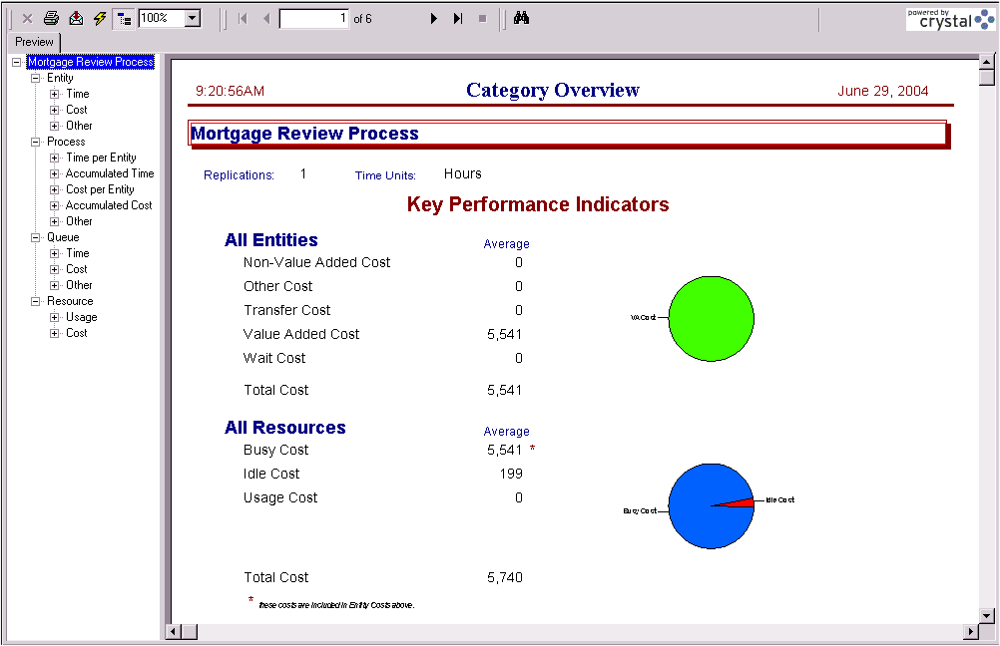 100%
1 of 6
powered by
crystal
Preview
Mortgage Review Process
Entity
Time
Cost
Other
Process
Time per Entity
Accumulated Time
Cost per Entity
Accumulated Cost
Other
Queue
Time
Cost
Other
Resource
Usage
Cost
9:20:56AM Category Overview June 29, 2004
Mortgage Review Process
Replications: 1 Time Units: Hours
Key Performance Indicators
All Entities Average
Non-Value Added Cost 0
Other Cost 0
Transfer Cost 0
Value Added Cost 5,541
Wait Cost 0
Total Cost 5,541
VA Cost
All Resources Average
Busy Cost 5,541 *
Idle Cost 199
Usage Cost 0
Idle Cost
Busy Cost
Total Cost 5,740
* these costs are included in Entity Costs above.